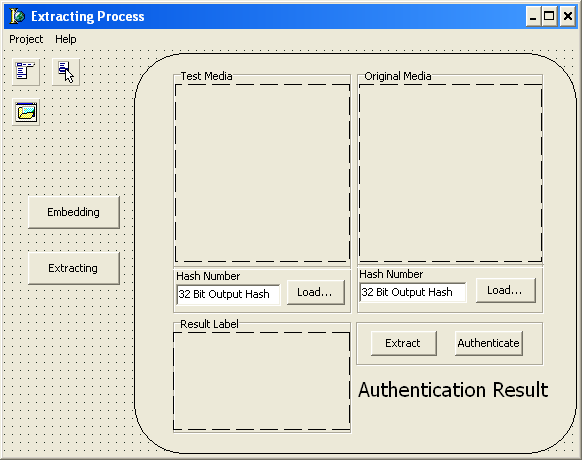 Extracting Process
Project Help
Test Media
Original Media
Embedding
Extracting
Hash Number
32 Bit Output Hash
Load...
Hash Number
32 Bit Output Hash
Load...
Result Label
Extract
Authenticate
Authentication Result